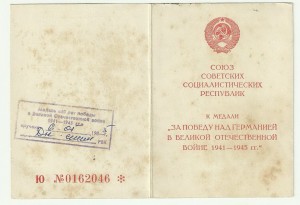 Ю №0162046 *
СОЮЗ
СОВЕТСКИХ
СОЦИАЛИСТИЧЕСКИХ
РЕСПУБЛИК
К МЕДАЛИ
"ЗА ПОБЕДУ НАД ГЕРМАНИЕЙ
В ВЕЛИКОЙ ОТЕЧЕСТВЕННОЙ
ВОЙНЕ 1941—1945 гг."